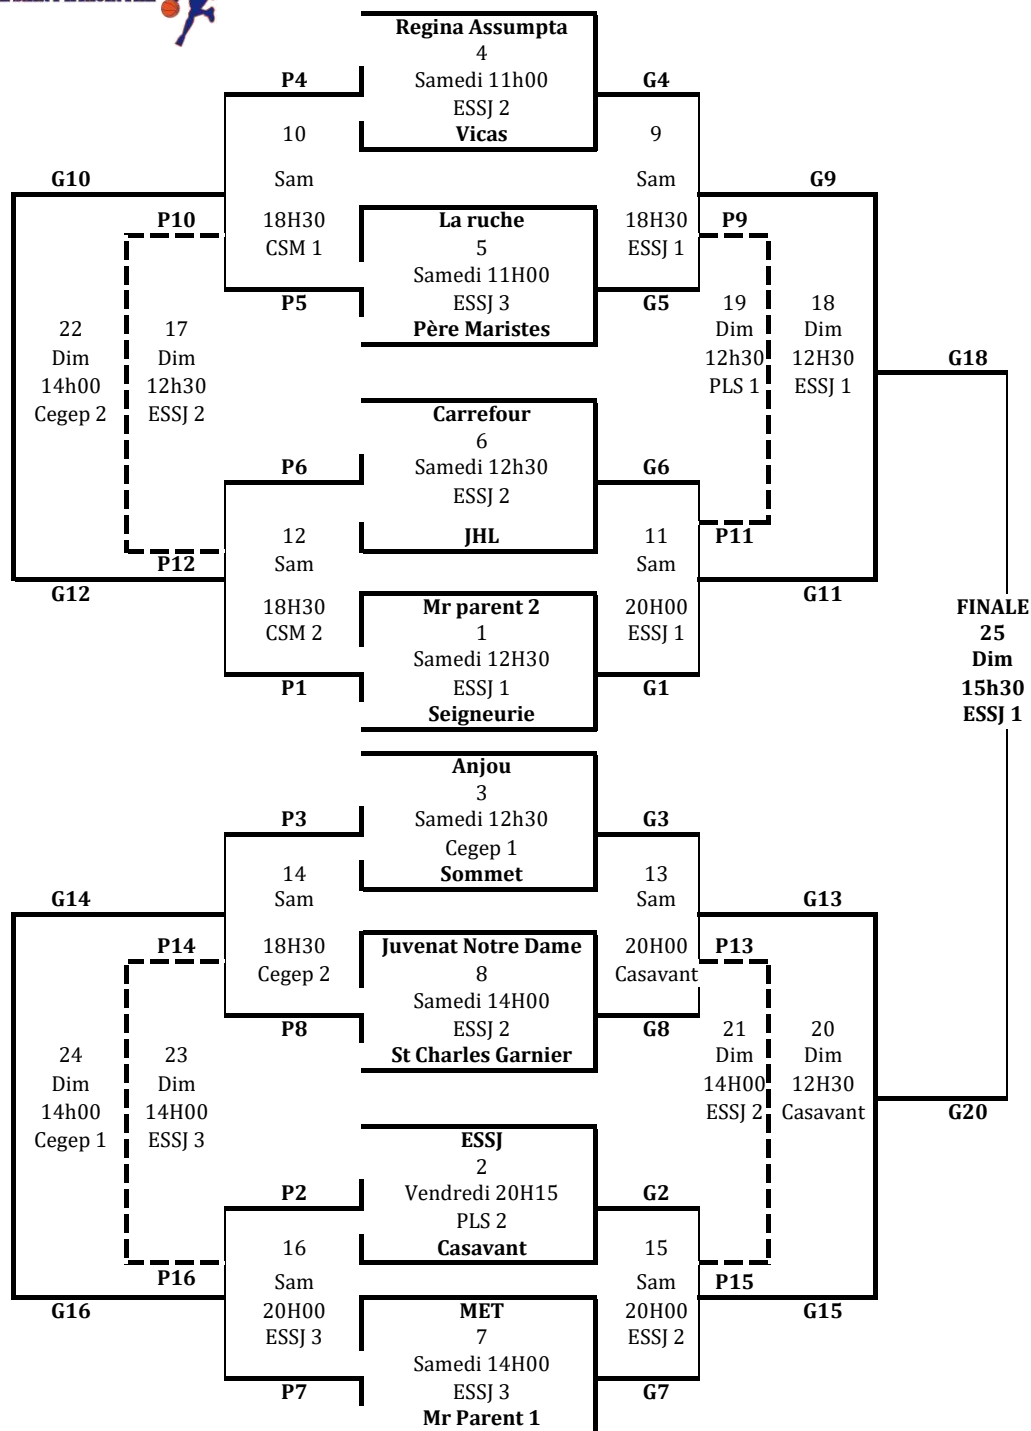 Regina Assumpta
4
P4
Samedi 11h00
G4
ESSJ 2
10
Vicas
9
G10
Sam
Sam
G9
P10
18H30
La ruche
18H30
P9
CSM 1
5
ESSJ 1
Samedi 11H00
P5
ESSJ 3
G5
19
18
22
17
Père Maristes
Dim
Dim
Dim
Dim
12h30
12H30
G18
14h00
12h30
PLS 1
ESSJ 1
Cegep 2
ESSJ 2
Carrefour
6
P6
Samedi 12h30
G6
ESSJ 2
12
JHL
11
P11
P12
Sam
Sam
G12
G11
18H30
Mr parent 2
20H00
FINALE
CSM 2
1
ESSJ 1
25
Samedi 12H30
Dim
P1
ESSJ 1
G1
15h30
Seigneurie
ESSJ 1
Anjou
3
P3
Samedi 12h30
G3
Cegep 1
14
Sommet
13
G14
Sam
Sam
G13
P14
18H30
Juvenat Notre Dame
20H00
P13
Cegep 2
8
Casavant
Samedi 14H00
P8
ESSJ 2
G8
21
20
24
23
St Charles Garnier
Dim
Dim
Dim
Dim
14H00
12H30
14h00
14H00
ESSJ 2
Casavant
G20
Cegep 1
ESSJ 3
ESSJ
2
P2
Vendredi 20H15
G2
PLS 2
16
Casavant
15
P16
Sam
Sam
P15
G16
20H00
MET
20H00
G15
ESSJ 3
7
ESSJ 2
Samedi 14H00
P7
ESSJ 3
G7
Mr Parent 1